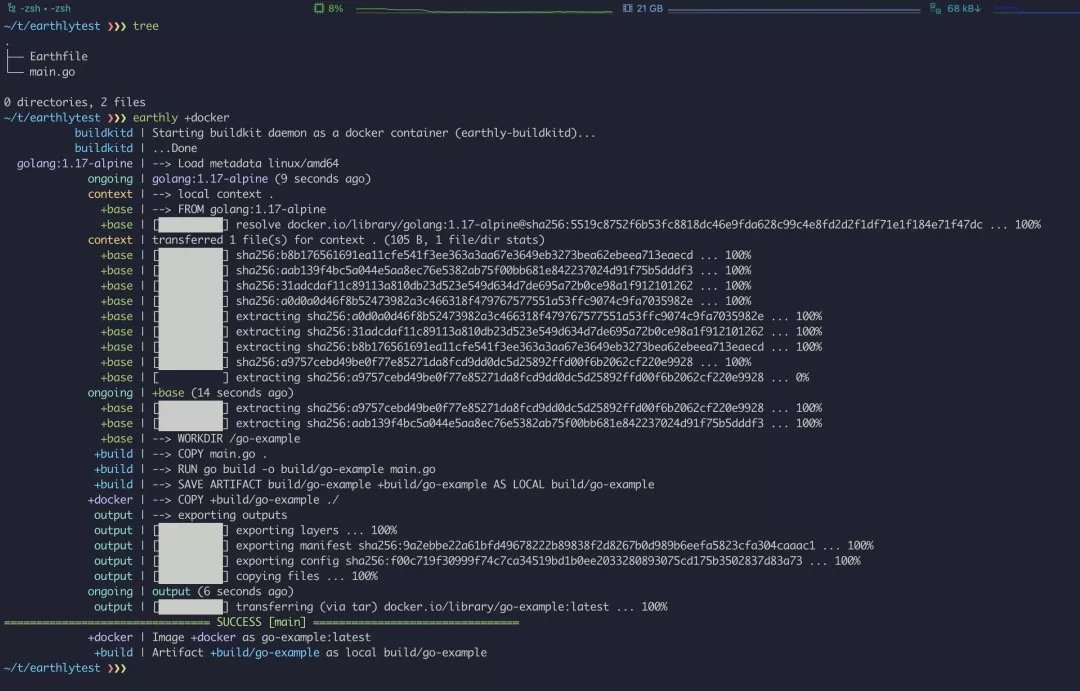 -zsh • -zsh 8% 21 GB 68 kB↓
~/t/earthlytest ❯❯❯ tree
.
├── Earthfile
└── main.go
0 directories, 2 files
~/t/earthlytest ❯❯❯ earthly +docker
buildkitd | Starting buildkit daemon as a docker container (earthly-buildkitd)...
buildkitd | ...Done
golang:1.17-alpine | --> Load metadata linux/amd64
ongoing | golang:1.17-alpine (9 seconds ago)
context | --> local context .
+base | --> FROM golang:1.17-alpine
+base | [ ] resolve docker.io/library/golang:1.17-alpine@sha256:5519c8752f6b53fc8818dc46e9fda628c99c4e8fd2d2f1df71e1f184e71f47dc ... 100%
context | transferred 1 file(s) for context . (105 B, 1 file/dir stats)
+base | [ ] sha256:b8b176561691ea11cfe541f3ee363a3aa67e3649eb3273bea62ebeea713eaecd ... 100%
+base | [ ] sha256:aab139f4bc5a044e5aa8ec76e5382ab75f00bb681e842237024d91f75b5dddf3 ... 100%
+base | [ ] sha256:31adcdaf11c89113a810db23d523e549d634d7de695a72b0ce98a1f912101262 ... 100%
+base | [ ] sha256:a0d0a0d46f8b52473982a3c466318f479767577551a53ffc9074c9fa7035982e ... 100%
+base | [ ] extracting sha256:a0d0a0d46f8b52473982a3c466318f479767577551a53ffc9074c9fa7035982e ... 100%
+base | [ ] extracting sha256:31adcdaf11c89113a810db23d523e549d634d7de695a72b0ce98a1f912101262 ... 100%
+base | [ ] extracting sha256:b8b176561691ea11cfe541f3ee363a3aa67e3649eb3273bea62ebeea713eaecd ... 100%
+base | [ ] sha256:a9757cebd49be0f77e85271da8fcd9dd0dc5d25892ffd00f6b2062cf220e9928 ... 100%
+base | [ ] extracting sha256:a9757cebd49be0f77e85271da8fcd9dd0dc5d25892ffd00f6b2062cf220e9928 ... 0%
ongoing | +base (14 seconds ago)
+base | [ ] extracting sha256:a9757cebd49be0f77e85271da8fcd9dd0dc5d25892ffd00f6b2062cf220e9928 ... 100%
+base | [ ] extracting sha256:aab139f4bc5a044e5aa8ec76e5382ab75f00bb681e842237024d91f75b5dddf3 ... 100%
+base | --> WORKDIR /go-example
+build | --> COPY main.go .
+build | --> RUN go build -o build/go-example main.go
+build | --> SAVE ARTIFACT build/go-example +build/go-example AS LOCAL build/go-example
+docker | --> COPY +build/go-example ./
output | --> exporting outputs
output | [ ] exporting layers ... 100%
output | [ ] exporting manifest sha256:9a2ebbe22a61bfd49678222b89838f2d8267b0d989b6eefa5823cfa304caaac1 ... 100%
output | [ ] exporting config sha256:f00c719f30999f74c7ca34519bd1b0ee2033280893075cd175b3502837d83a73 ... 100%
output | [ ] copying files ... 100%
ongoing | output (6 seconds ago)
output | [ ] transferring (via tar) docker.io/library/go-example:latest ... 100%
================================ SUCCESS [main] ================================
+docker | Image +docker as go-example:latest
+build | Artifact +build/go-example as local build/go-example
~/t/earthlytest ❯❯❯